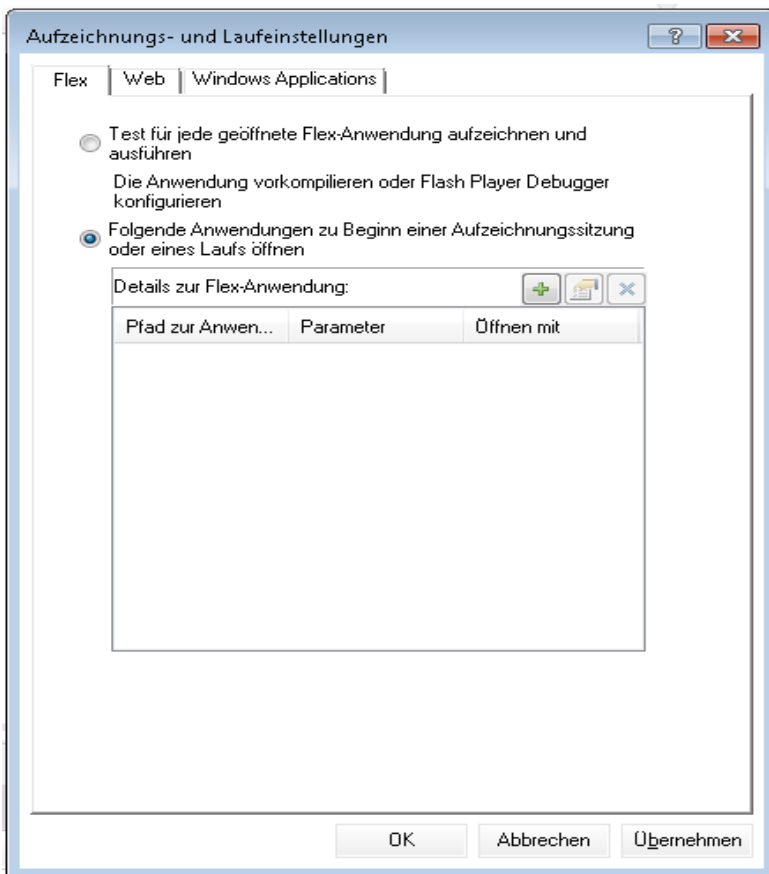 Aufzeichnungs- und Laufeinstellungen
Flex Web Windows Applications
Test für jede geöffnete Flex-Anwendung aufzeichnen und
ausführen
Die Anwendung vorkompilieren oder Flash Player Debugger
konfigurieren
Folgende Anwendungen zu Beginn einer Aufzeichnungssitzung
oder eines Laufs öffnen
Details zur Flex-Anwendung:
Pfad zur Anwen... Parameter Öffnen mit
OK Abbrechen Übernehmen